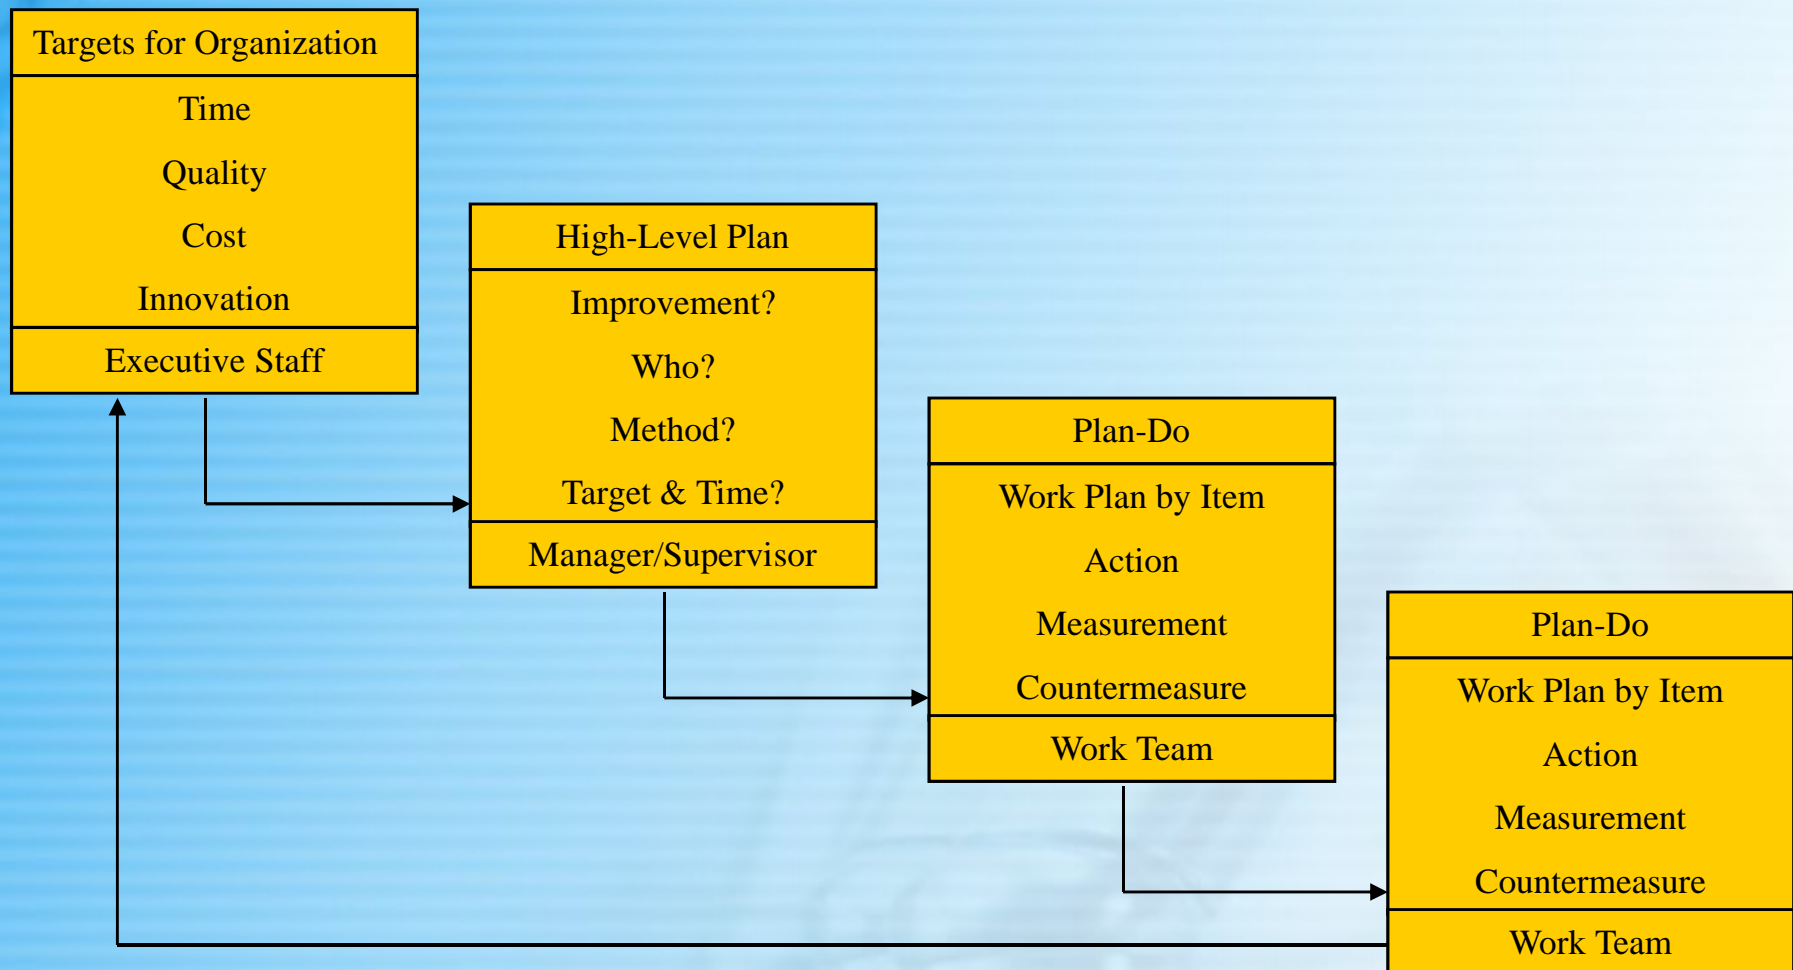 Targets for Organization
Time
Quality
Cost
Innovation
Executive Staff
High-Level Plan
Improvement?
Who?
Method?
Target & Time?
Manager/Supervisor
Plan-Do
Work Plan by Item
Action
Measurement
Countermeasure
Work Team
Plan-Do
Work Plan by Item
Action
Measurement
Countermeasure
Work Team